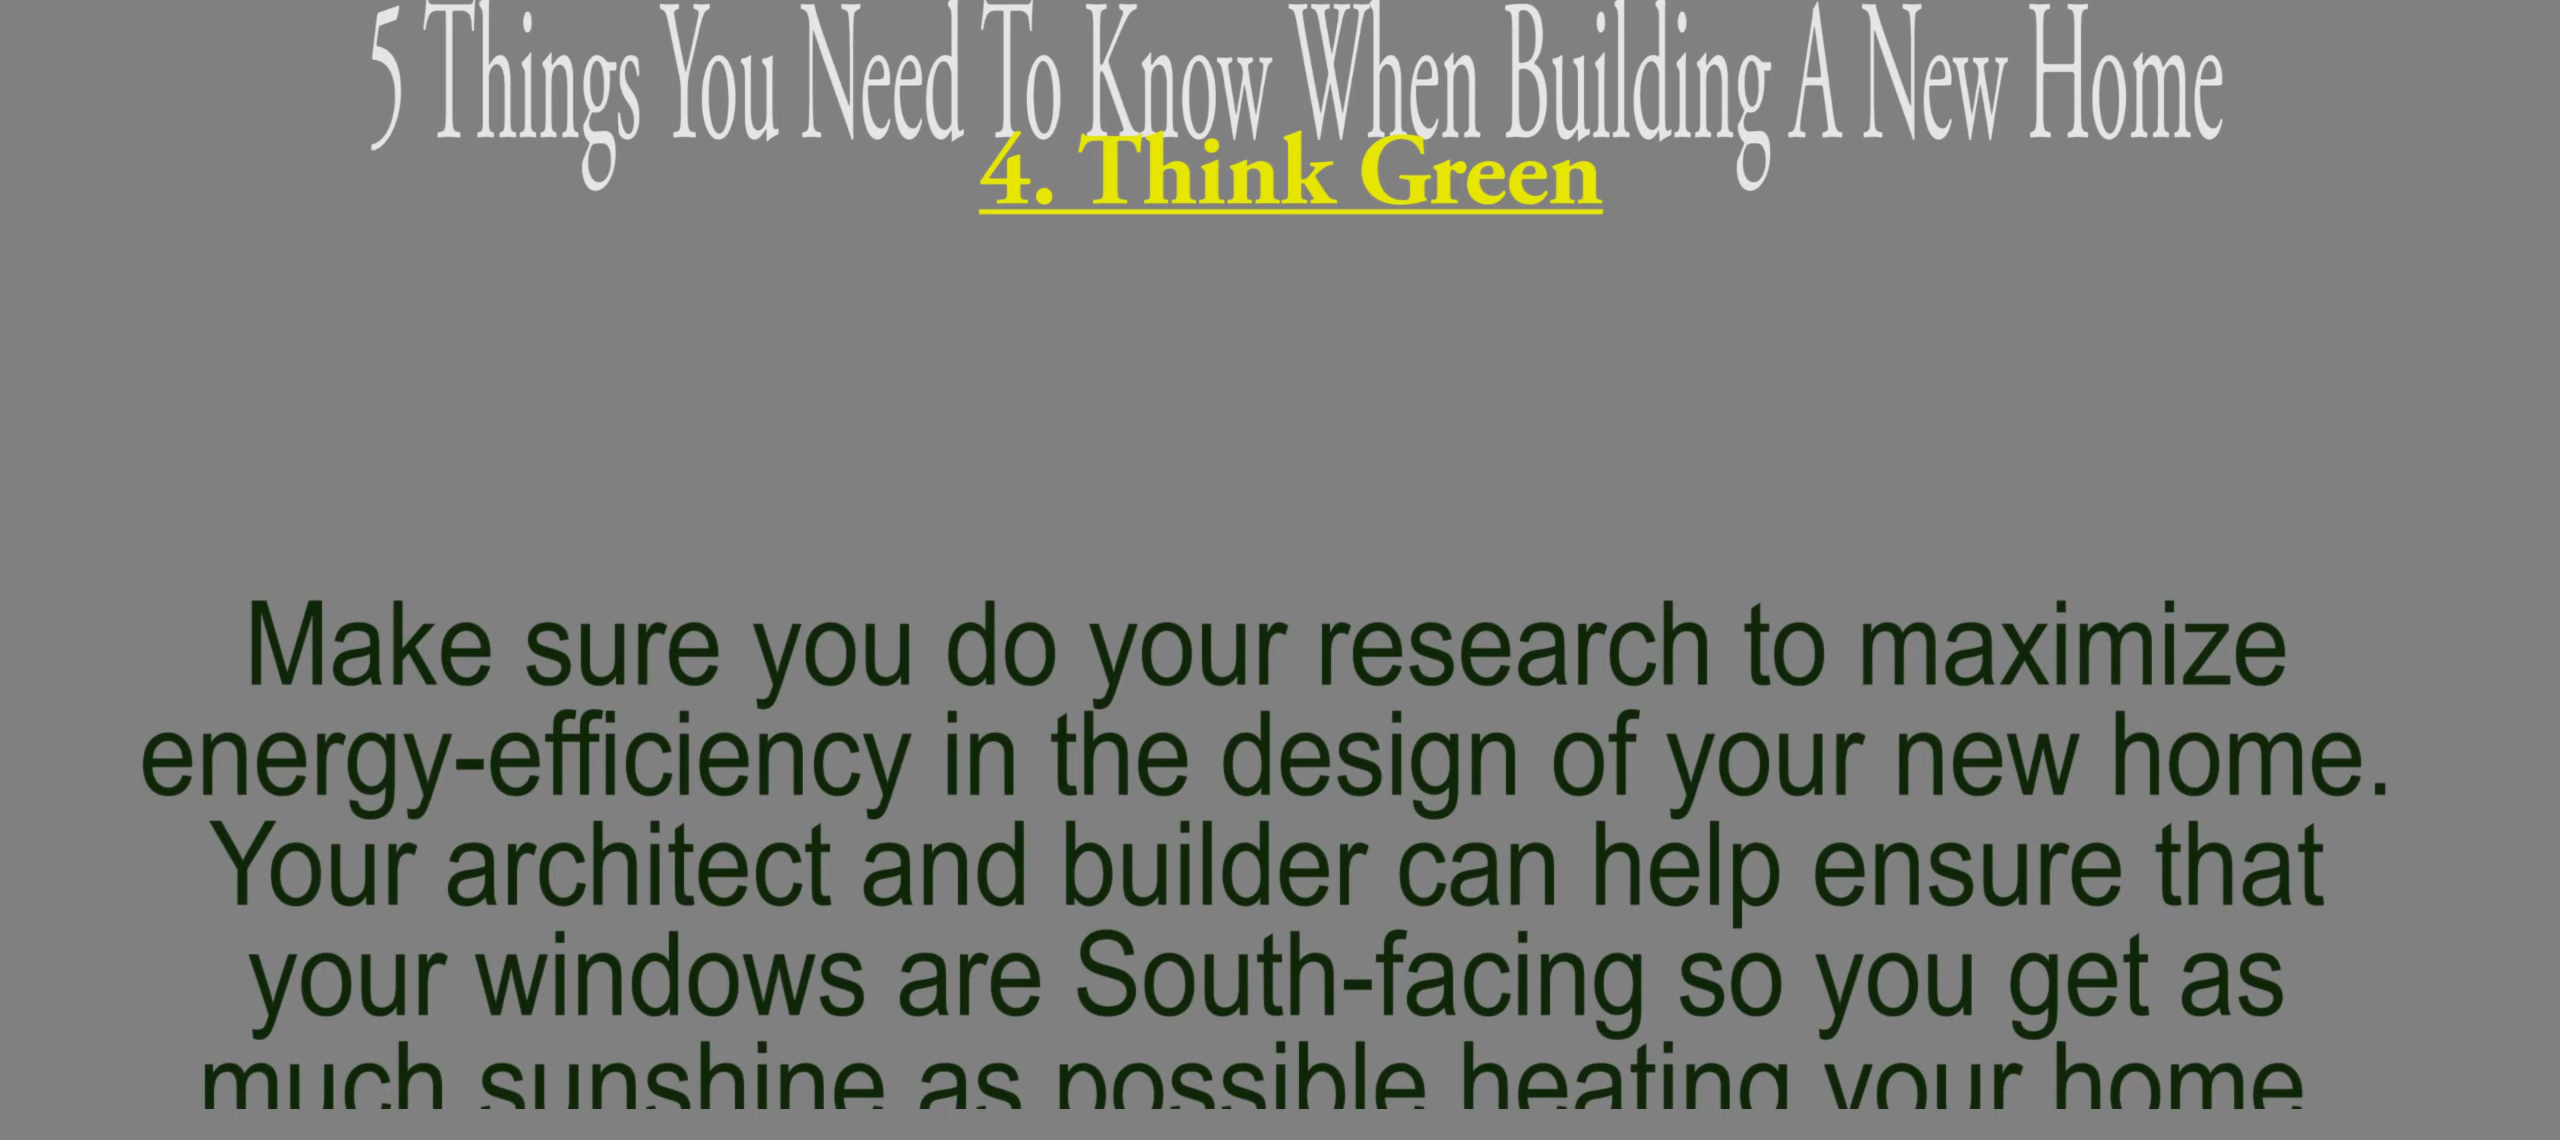 5 Things You Need To Know When Building A New Home
4. Think Green
Make sure you do your research to maximize
energy-efficiency in the design of your new home.
Your architect and builder can help ensure that
your windows are South-facing so you get as
much sunshine as possible heating your home